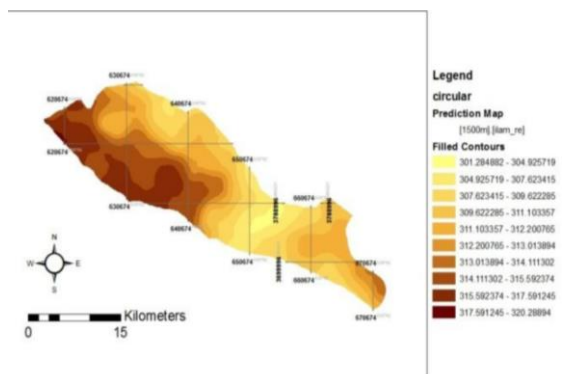 630674
620674
640674
620674
650674
630674
660674
640674
650674
660674
670674
670674
N
W E
S
Kilometers
0 15
Legend
circular
Prediction Map
[1500m].[ilam_re]
Filled Contours
301.284882 - 304.925719
304.925719 - 307.623415
307.623415 - 309.622285
309.622285 - 311.103357
311.103357 - 312.200765
312.200765 - 313.013894
313.013894 - 314.111302
314.111302 - 315.592374
315.592374 - 317.591245
317.591245 - 320.28894